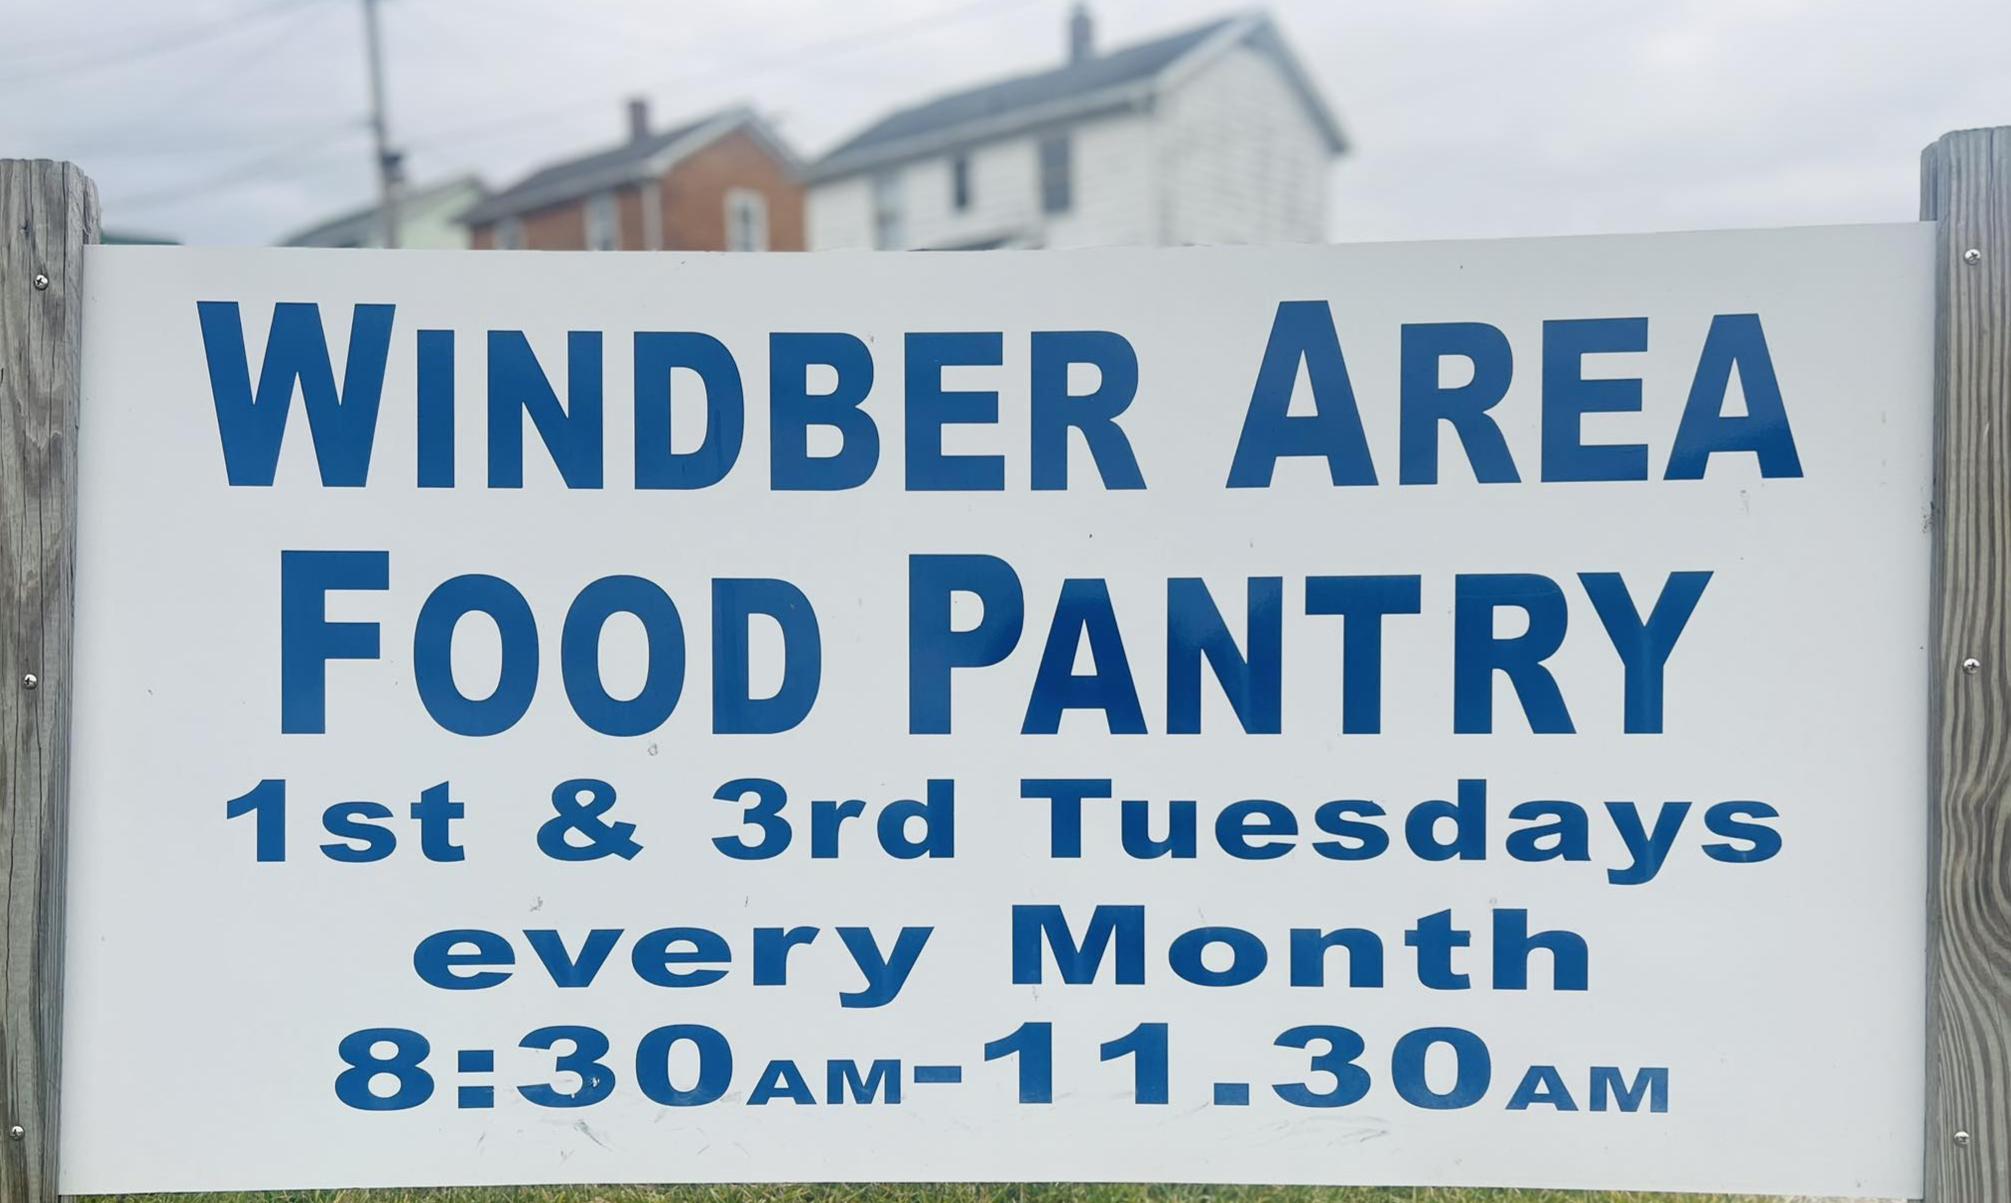 WINDBER AREA
FOOD PANTRY
1st & 3rd Tuesdays
every Month
8:30AM-11.30AM